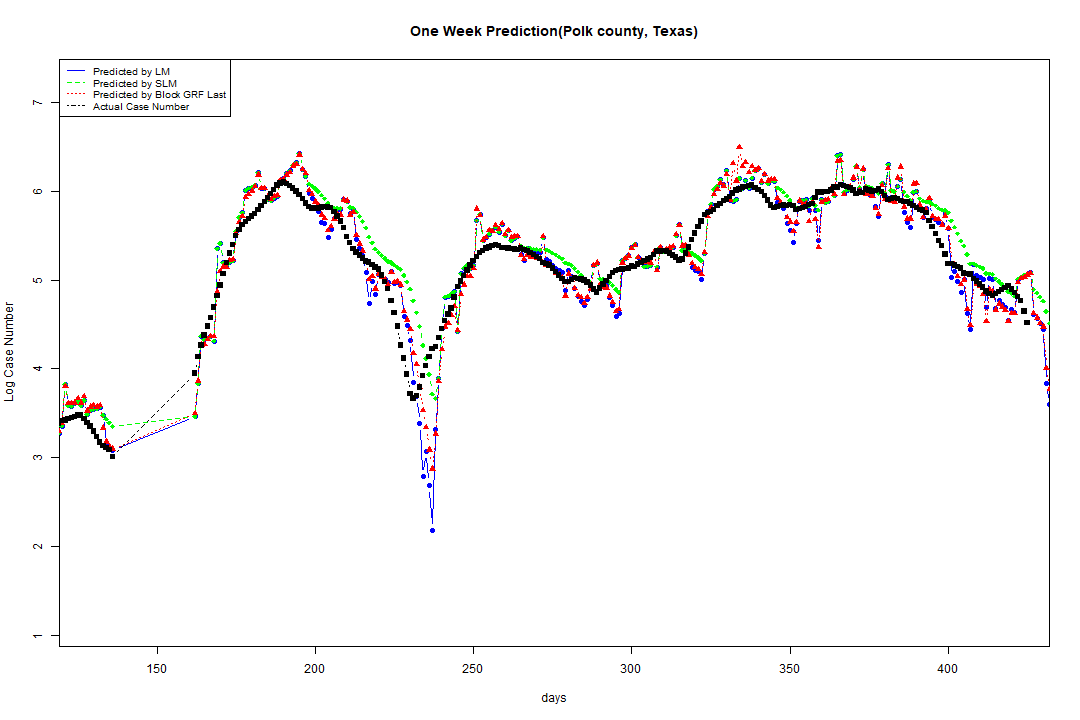 One Week Prediction(Polk county, Texas)
Predicted by LM
Predicted by SLM
Predicted by Block GRF Last
Actual Case Number
Log Case Number
7
6
5
4
3
2
1
150 200 250 300 350 400
days